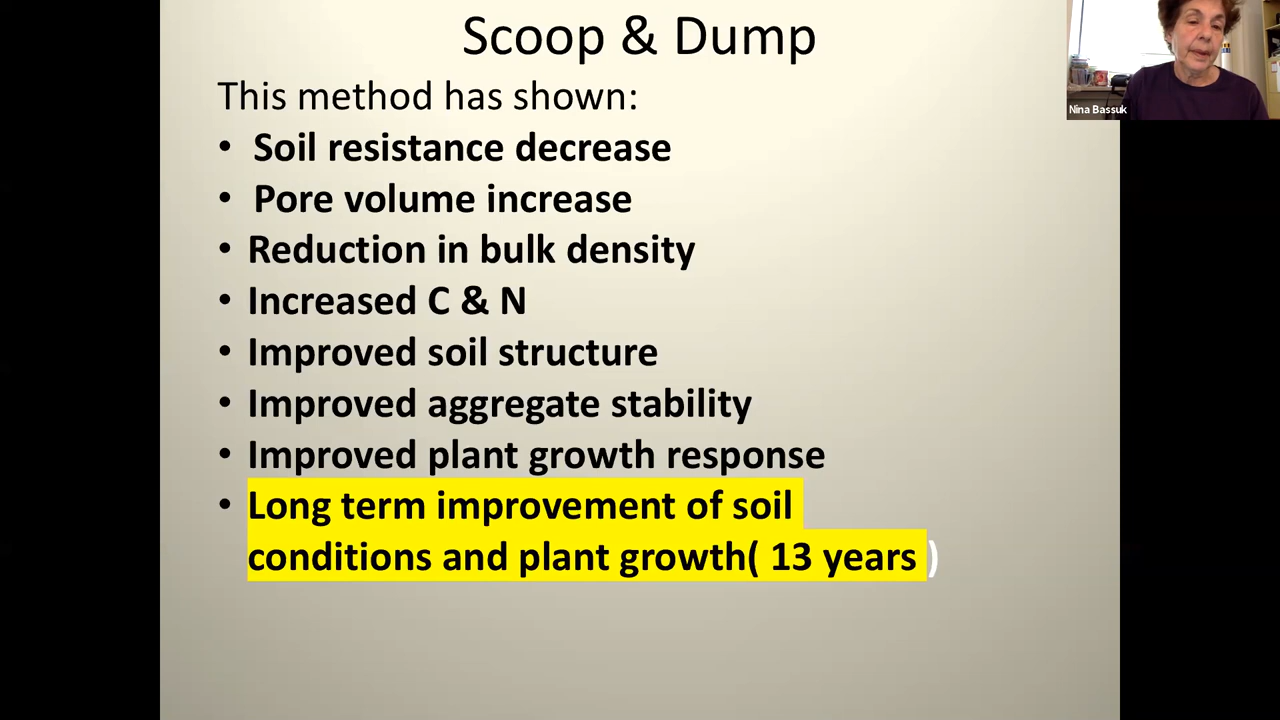 Scoop & Dump
This method has shown:
• Soil resistance decrease
• Pore volume increase
• Reduction in bulk density
• Increased C & N
• Improved soil structure
• Improved aggregate stability
• Improved plant growth response
• Long term improvement of soil
conditions and plant growth( 13 years )
Nina Bassuk